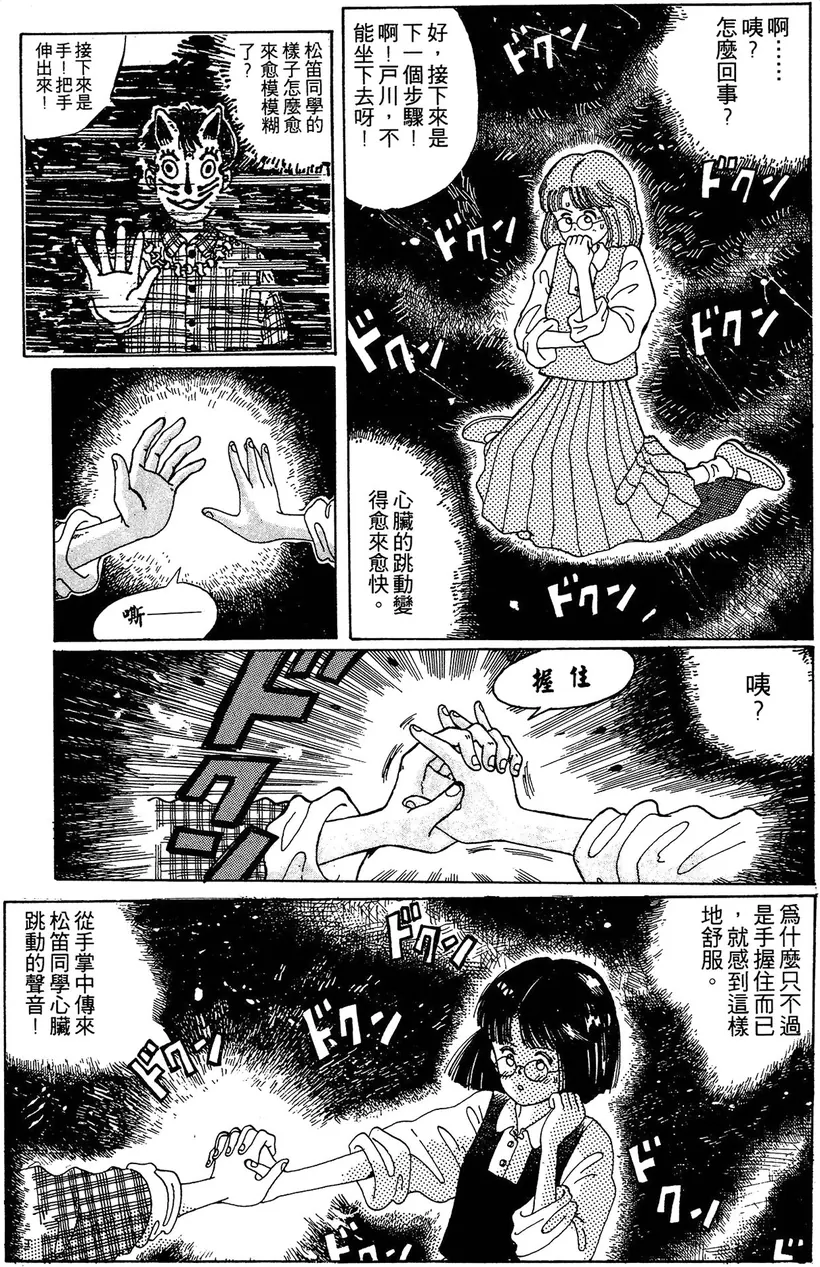 啊……
咦？
怎麼回事？
好，接下來是
下一個步驟！
啊！戸川，不
能坐下去呀！
ドクン
ドクン
ドクン
ドクン
ドクン
ドクン
心臟的跳動變
得愈來愈快。
松笛同學的
樣子怎麼愈
來愈模模糊
了？
接下來是
手！把手
伸出來！
嘶——
咦？
握住
ドクン
為什麼只不過
是手握住而已
，就感到這樣
地舒服。
ドクン
ドクン
ドクン
ドクン
ドクン
從手掌中傳來
松笛同學心臟
跳動的聲音！